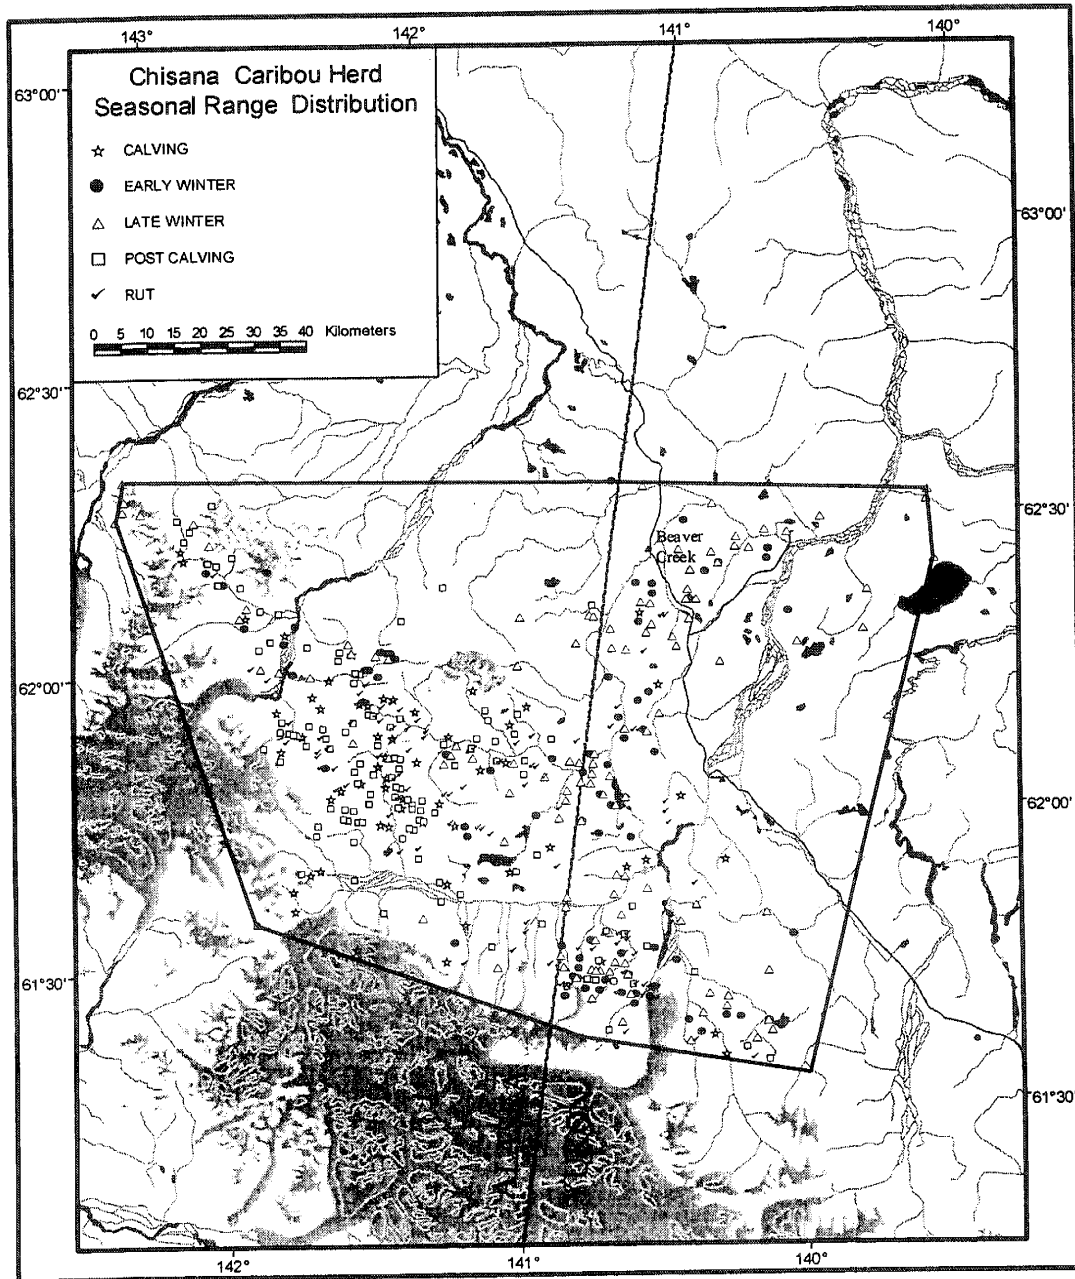 143° 142° 141° 140°
Chisana Caribou Herd
Seasonal Range Distribution
CALVING
EARLY WINTER
LATE WINTER
POST CALVING
RUT
0 5 10 15 20 25 30 35 40 Kilometers
63°00'
63°00'
62°30'
62°30'
Beaver
Creek
62°00'
62°00'
61°30'
61°30'
142° 141° 140°